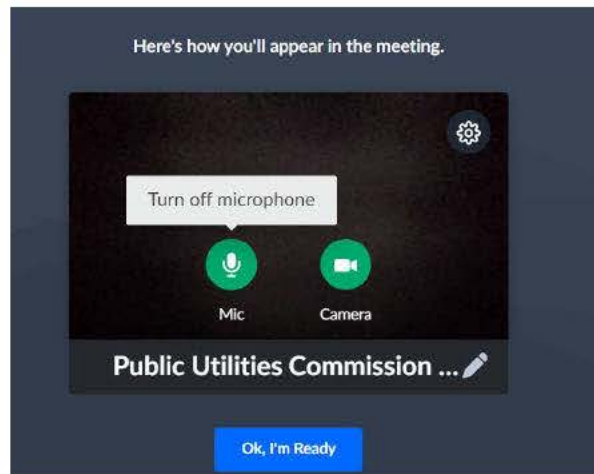 Here's how you'll appear in the meeting.
Turn off microphone
Mic Camera
Public Utilities Commission ...
Ok, I'm Ready